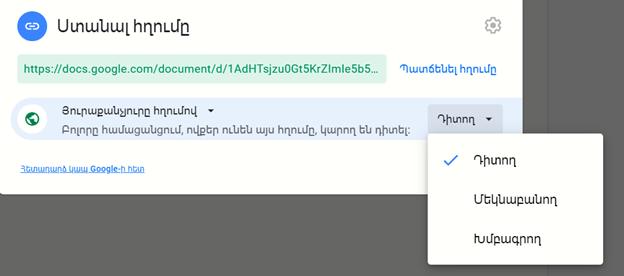 Ստանալ հղումը
https://docs.google.com/document/d/1AdHTsjzu0Gt5KrZImIe5b5...
Պատճենել հղումը
Յուրաքանչյուրը հղումով
Բոլորը համացանցում, ովքեր ունեն այս հղումը, կարող են դիտել:
Դիտող
Հետադարձ կապ Google-ի հետ
Դիտող
Մեկնաբանող
Խմբագրող